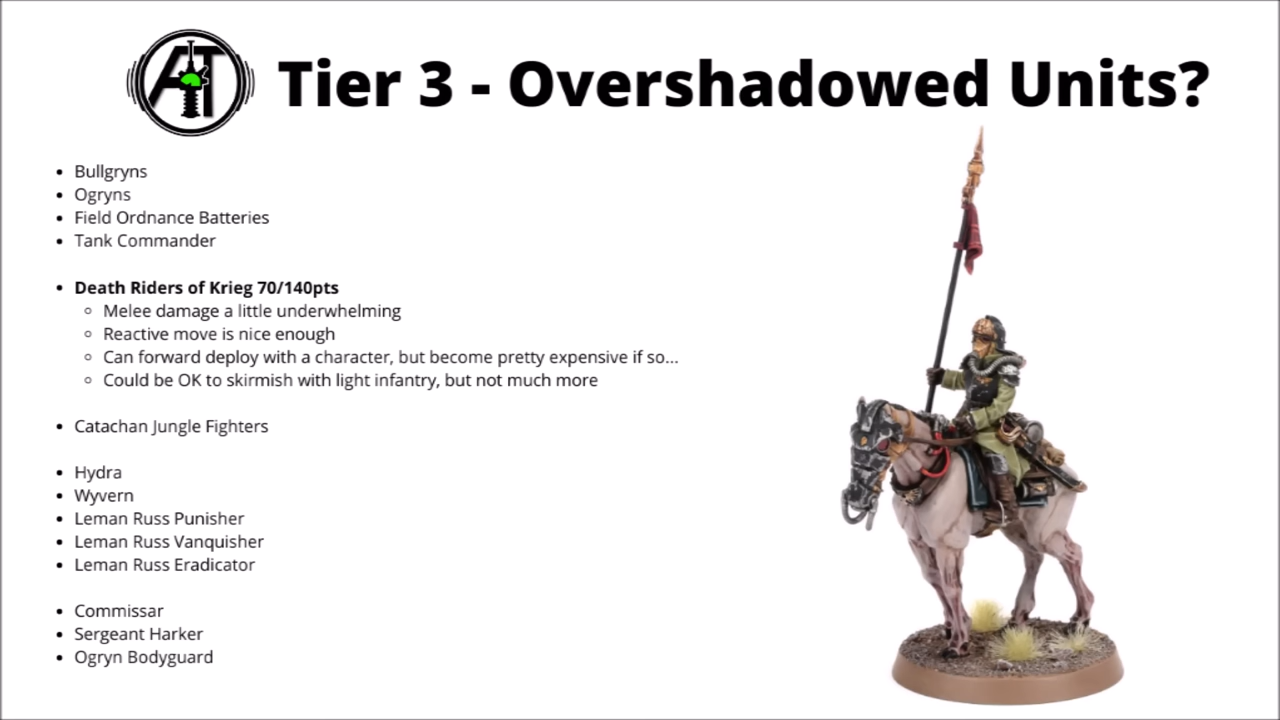 AT
Tier 3 - Overshadowed Units?
Bullgryns
Ogryns
Field Ordnance Batteries
Tank Commander
Death Riders of Krieg 70/140pts
Melee damage a little underwhelming
Reactive move is nice enough
Can forward deploy with a character, but become pretty expensive if so...
Could be OK to skirmish with light infantry, but not much more
Catachan Jungle Fighters
Hydra
Wyvern
Leman Russ Punisher
Leman Russ Vanquisher
Leman Russ Eradicator
Commissar
Sergeant Harker
Ogryn Bodyguard